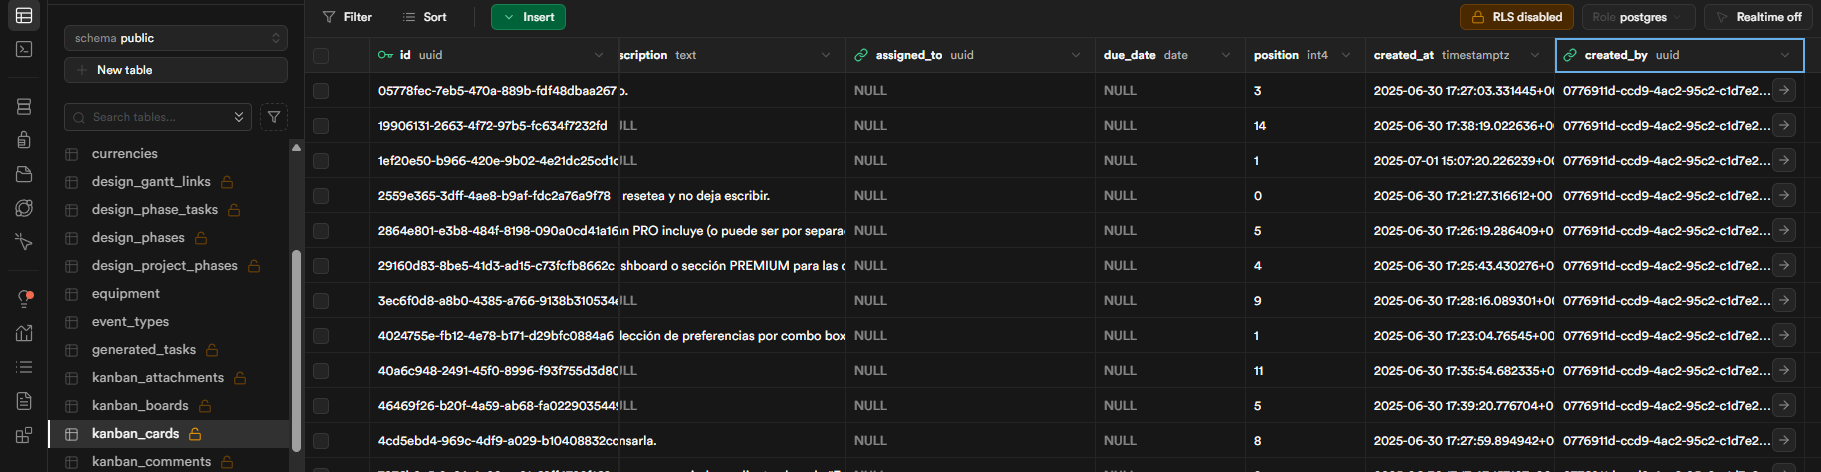 schema public
New table
Search tables...
currencies
design_gantt_links
design_phase_tasks
design_phases
design_project_phases
equipment
event_types
generated_tasks
kanban_attachments
kanban_boards
kanban_cards
kanban_comments
Filter Sort Insert RLS disabled Role postgres Realtime off
id uuid scription text assigned_to uuid due_date date position int4 created_at timestamptz created_by uuid
05778fec-7eb5-470a-889b-fdf48dbaa267 o. NULL NULL 3 2025-06-30 17:27:03.331445+00 0776911d-ccd9-4ac2-95c2-c1d7e2...
19906131-2663-4f72-97b5-fc634f7232fd ULL NULL NULL 14 2025-06-30 17:38:19.022636+00 0776911d-ccd9-4ac2-95c2-c1d7e2...
1ef20e50-b966-420e-9b02-4e21dc25cd1c ULL NULL NULL 1 2025-07-01 15:07:20.226239+00 0776911d-ccd9-4ac2-95c2-c1d7e2...
2559e365-3dff-4ae8-b9af-fdc2a76a9f78 resetea y no deja escribir. NULL NULL 0 2025-06-30 17:21:27.316612+00 0776911d-ccd9-4ac2-95c2-c1d7e2...
2864e801-e3b8-484f-8198-090a0cd41a16 an PRO incluye (o puede ser por separa NULL NULL 5 2025-06-30 17:26:19.286409+0 0776911d-ccd9-4ac2-95c2-c1d7e2...
29160d83-8be5-41d3-ad15-c73fcfb8662c shboard o sección PREMIUM para las NULL NULL 4 2025-06-30 17:25:43.430276+0 0776911d-ccd9-4ac2-95c2-c1d7e2...
3ec6f0d8-a8b0-4385-a766-9138b310534 ULL NULL NULL 9 2025-06-30 17:28:16.089301+00 0776911d-ccd9-4ac2-95c2-c1d7e2...
4024755e-fb12-4e78-b171-d29bfc0884a6 lección de preferencias por combo box NULL NULL 1 2025-06-30 17:23:04.76545+00 0776911d-ccd9-4ac2-95c2-c1d7e2...
40a6c948-2491-45f0-8996-f93f755d3d80 ULL NULL NULL 11 2025-06-30 17:35:54.682335+0 0776911d-ccd9-4ac2-95c2-c1d7e2...
46469f26-b20f-4a59-ab68-fa0229035449 ULL NULL NULL 5 2025-06-30 17:39:20.776704+0 0776911d-ccd9-4ac2-95c2-c1d7e2...
4cd5ebd4-969c-4df9-a029-b10408832cc nsarla. NULL NULL 8 2025-06-30 17:27:59.894942+0 0776911d-ccd9-4ac2-95c2-c1d7e2...